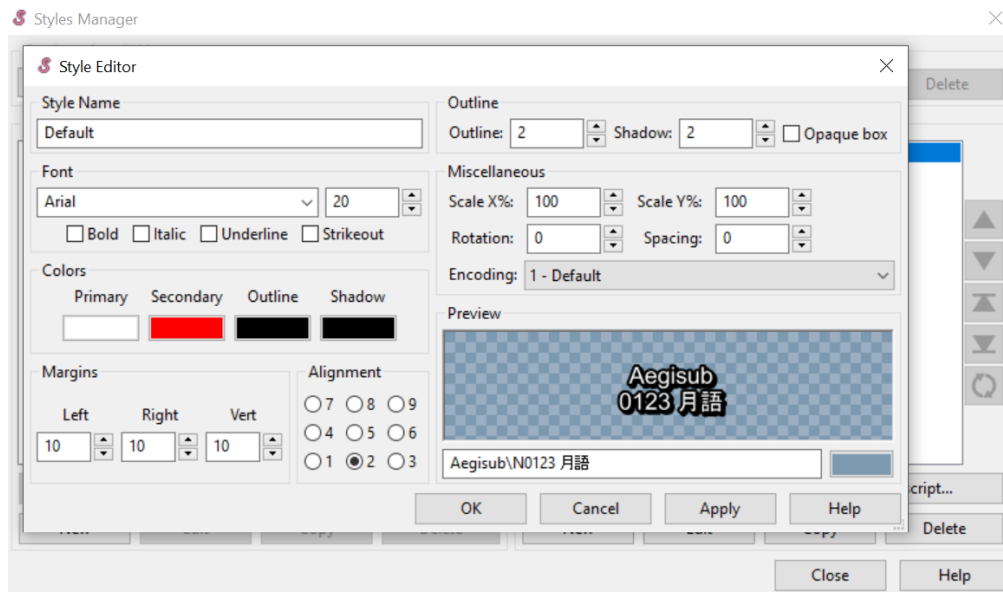 Styles Manager
Delete
Style Editor
Style Name
Default
Font
Arial
20
Bold Italic Underline Strikeout
Colors
Primary Secondary Outline Shadow
Margins
Left Right Vert
10 10 10
Alignment
7 8 9
4 5 6
1 2 3
Outline
Outline: 2 Shadow: 2 Opaque box
Miscellaneous
Scale X%: 100 Scale Y%: 100
Rotation: 0 Spacing: 0
Encoding: 1 - Default
Preview
Aegisub
0123 月語
Aegisub\N0123 月語
OK Cancel Apply Help
cript...
Delete
Close Help